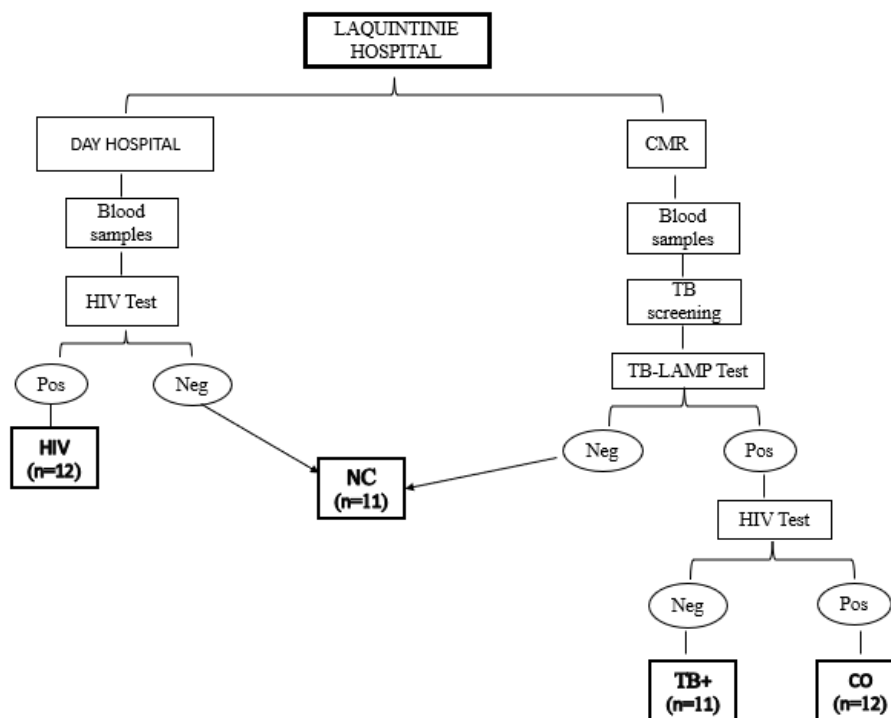 LAQUINTINIE
HOSPITAL
DAY HOSPITAL
CMR
Blood
samples
Blood
samples
HIV Test
TB
screening
TB-LAMP Test
Pos
Neg
Neg
Pos
HIV
(n=12)
NC
(n=11)
HIV Test
Neg
Pos
TB+
(n=11)
CO
(n=12)